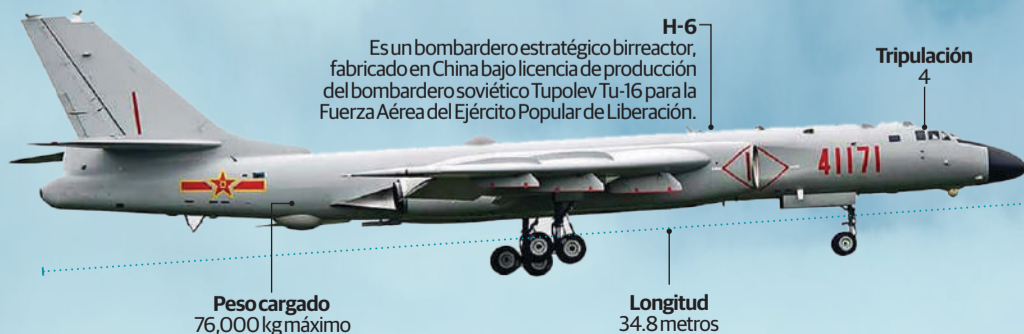 H-6
Es un bombardero estratégico birreactor,
fabricado en China bajo licencia de producción
del bombardero soviético Tupolev Tu-16 para la
Fuerza Aérea del Ejército Popular de Liberación.
Tripulación
4
41171
Peso cargado
76,000 kg máximo
Longitud
34.8 metros